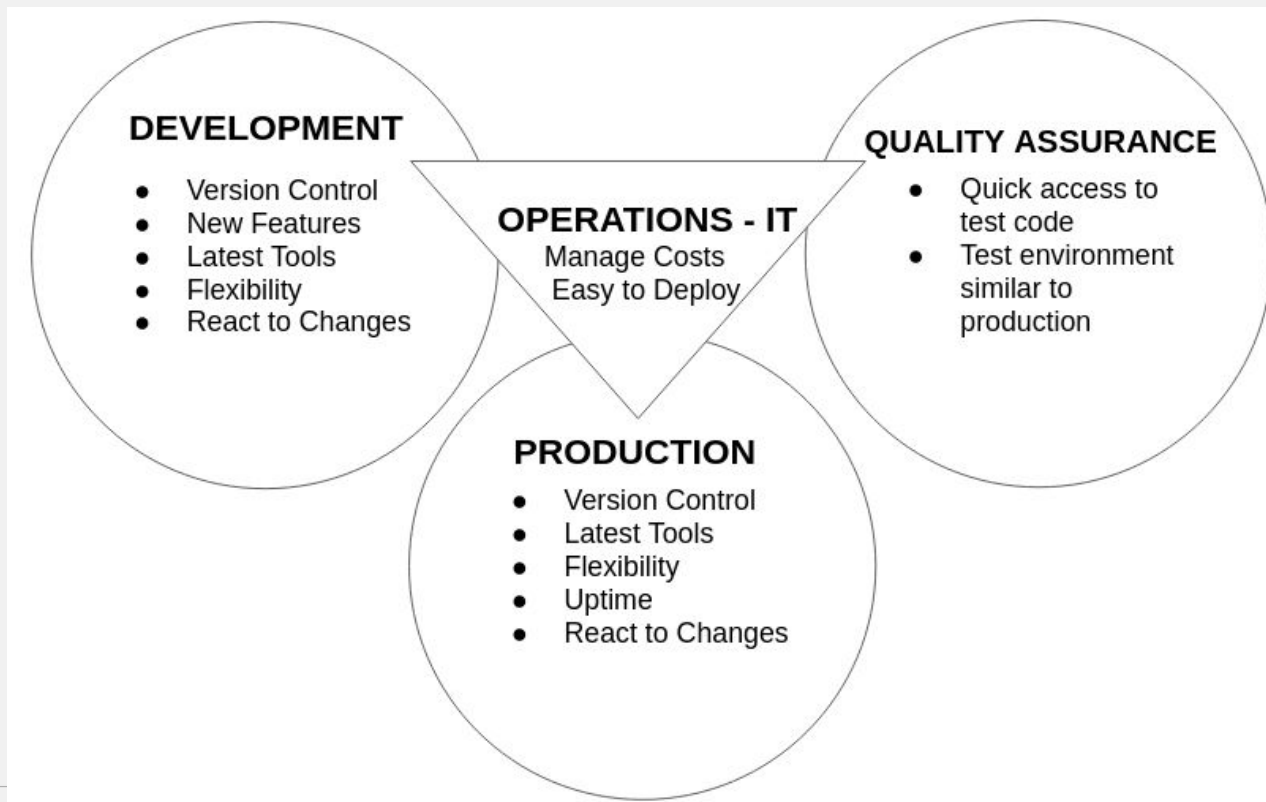 DEVELOPMENT
● Version Control
● New Features
● Latest Tools
● Flexibility
● React to Changes
OPERATIONS - IT
Manage Costs
Easy to Deploy
QUALITY ASSURANCE
● Quick access to
test code
● Test environment
similar to
production
PRODUCTION
● Version Control
● Latest Tools
● Flexibility
● Uptime
● React to Changes